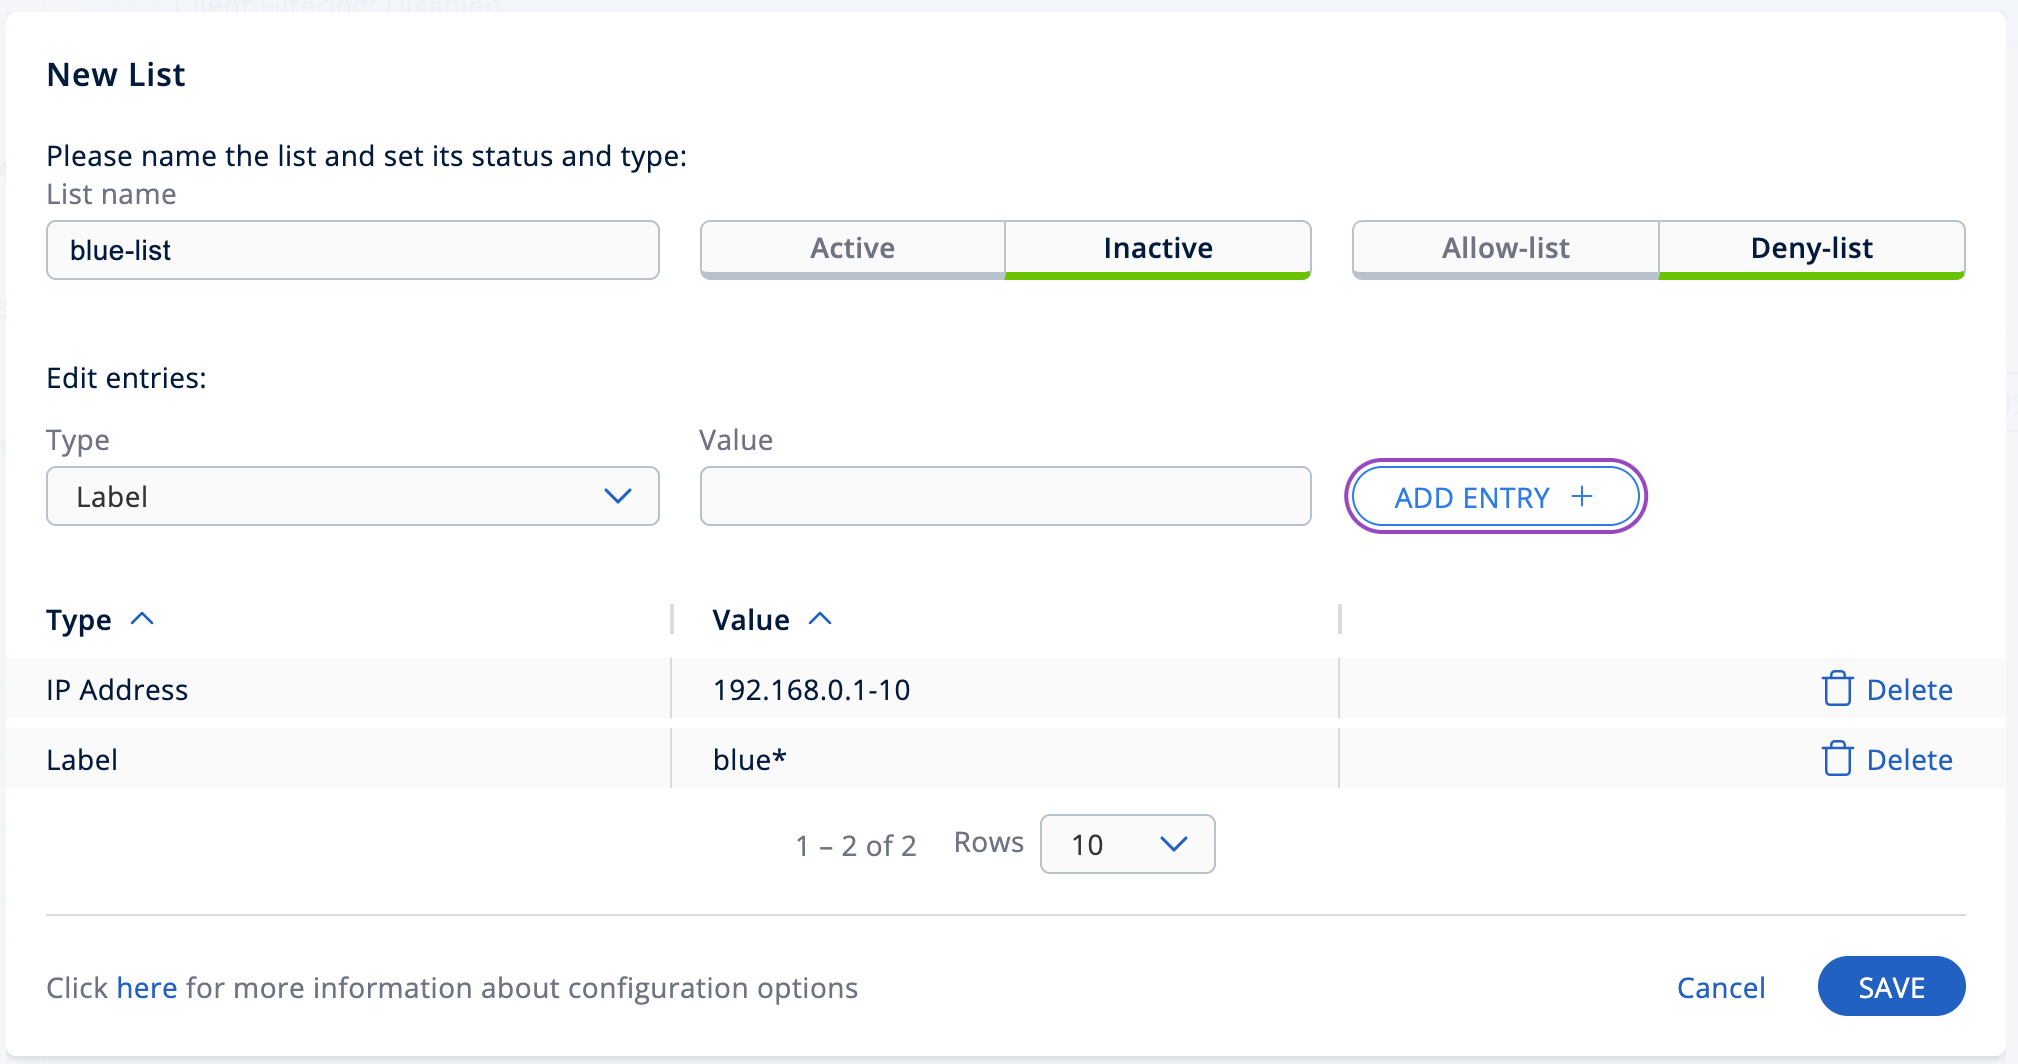 Client Filtering: Disabled
New List
Please name the list and set its status and type:
List name
blue-list
Active
Inactive
Allow-list
Deny-list
Edit entries:
Type
Value
Label
ADD ENTRY +
Type
Value
IP Address
192.168.0.1-10
Delete
Label
blue*
Delete
1 – 2 of 2
Rows
10
Click here for more information about configuration options
Cancel
SAVE